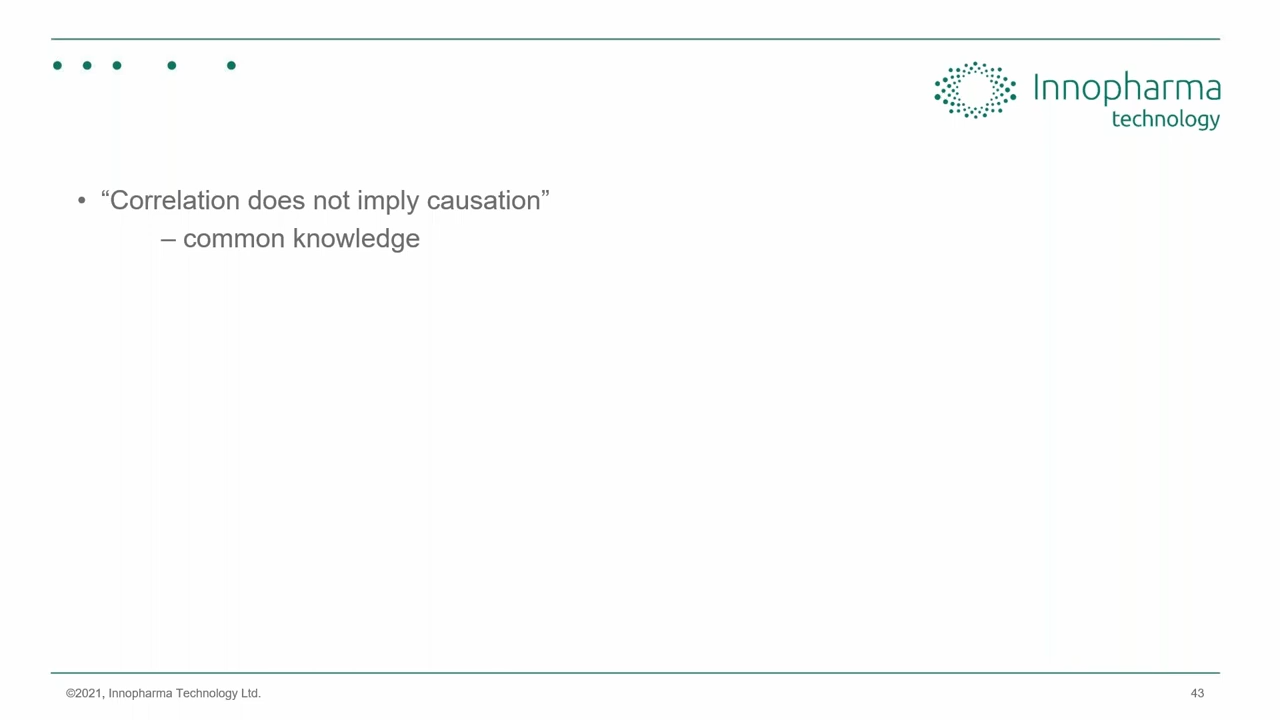 Innopharma
technology
• “Correlation does not imply causation”
– common knowledge
©2021, Innopharma Technology Ltd.
43